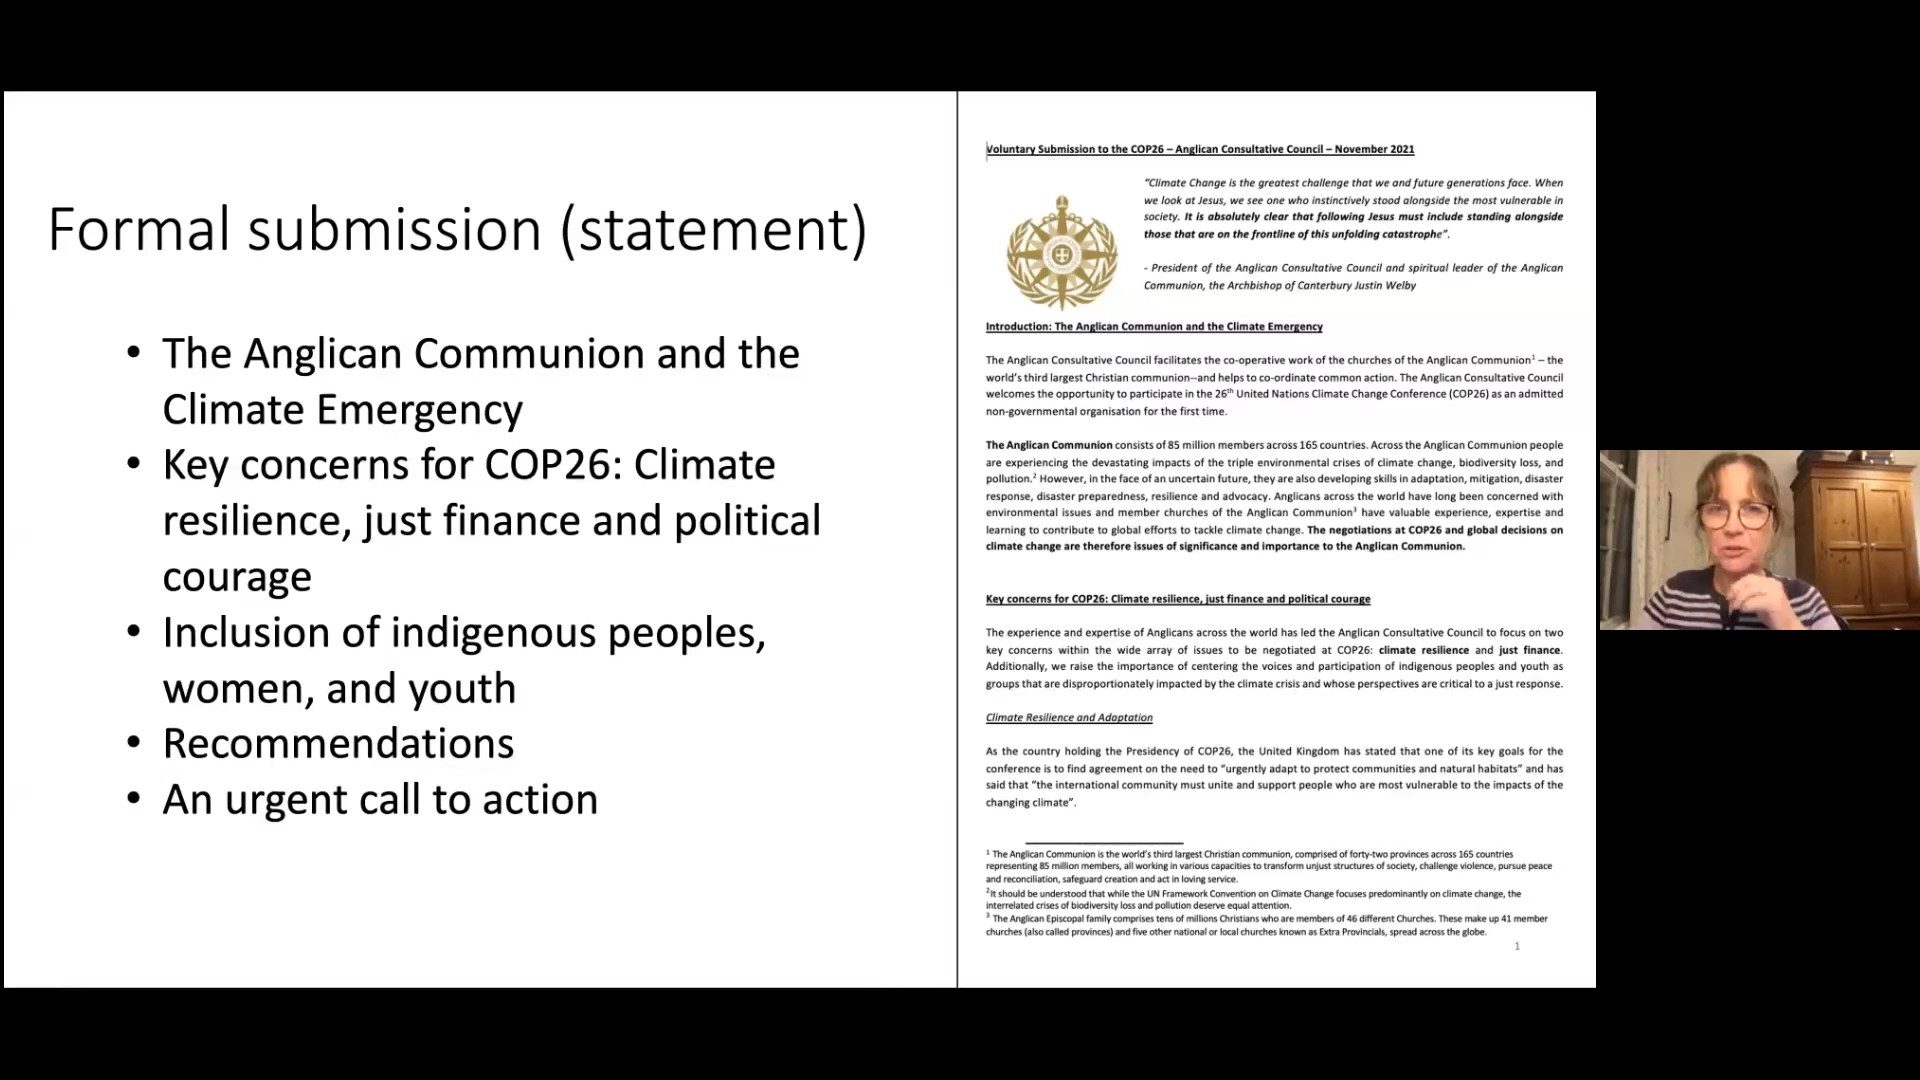 Formal submission (statement)
• The Anglican Communion and the
Climate Emergency
• Key concerns for COP26: Climate
resilience, just finance and political
courage
• Inclusion of indigenous peoples,
women, and youth
• Recommendations
• An urgent call to action
Voluntary Submission to the COP26 – Anglican Consultative Council – November 2021
“Climate Change is the greatest challenge that we and future generations face. When
we look at Jesus, we see one who instinctively stood alongside the most vulnerable in
society. It is absolutely clear that following Jesus must include standing alongside
those that are on the frontline of this unfolding catastrophe”.
- President of the Anglican Consultative Council and spiritual leader of the Anglican
Communion, the Archbishop of Canterbury Justin Welby
Introduction: The Anglican Communion and the Climate Emergency
The Anglican Consultative Council facilitates the co-operative work of the churches of the Anglican Communion¹ – the
world’s third largest Christian communion--and helps to co-ordinate common action. The Anglican Consultative Council
welcomes the opportunity to participate in the 26th United Nations Climate Change Conference (COP26) as an admitted
non-governmental organisation for the first time.
The Anglican Communion consists of 85 million members across 165 countries. Across the Anglican Communion people
are experiencing the devastating impacts of the triple environmental crises of climate change, biodiversity loss, and
pollution.² However, in the face of an uncertain future, they are also developing skills in adaptation, mitigation, disaster
response, disaster preparedness, resilience and advocacy. Anglicans across the world have long been concerned with
environmental issues and member churches of the Anglican Communion³ have valuable experience, expertise and
learning to contribute to global efforts to tackle climate change. The negotiations at COP26 and global decisions on
climate change are therefore issues of significance and importance to the Anglican Communion.
Key concerns for COP26: Climate resilience, just finance and political courage
The experience and expertise of Anglicans across the world has led the Anglican Consultative Council to focus on two
key concerns within the wide array of issues to be negotiated at COP26: climate resilience and just finance.
Additionally, we raise the importance of centering the voices and participation of indigenous peoples and youth as
groups that are disproportionately impacted by the climate crisis and whose perspectives are critical to a just response.
Climate Resilience and Adaptation
As the country holding the Presidency of COP26, the United Kingdom has stated that one of its key goals for the
conference is to find agreement on the need to “urgently adapt to protect communities and natural habitats” and has
said that “the international community must unite and support people who are most vulnerable to the impacts of the
changing climate”.
¹ The Anglican Communion is the world’s third largest Christian communion, comprised of forty-two provinces across 165 countries
representing 85 million members, all working in various capacities to transform unjust structures of society, challenge violence, pursue peace
and reconciliation, safeguard creation and act in loving service.
²It should be understood that while the UN Framework Convention on Climate Change focuses predominantly on climate change, the
interrelated crises of biodiversity loss and pollution deserve equal attention.
³ The Anglican Episcopal family comprises tens of millions Christians who are members of 46 different Churches. These make up 41 member
churches (also called provinces) and five other national or local churches known as Extra Provincials, spread across the globe.
1